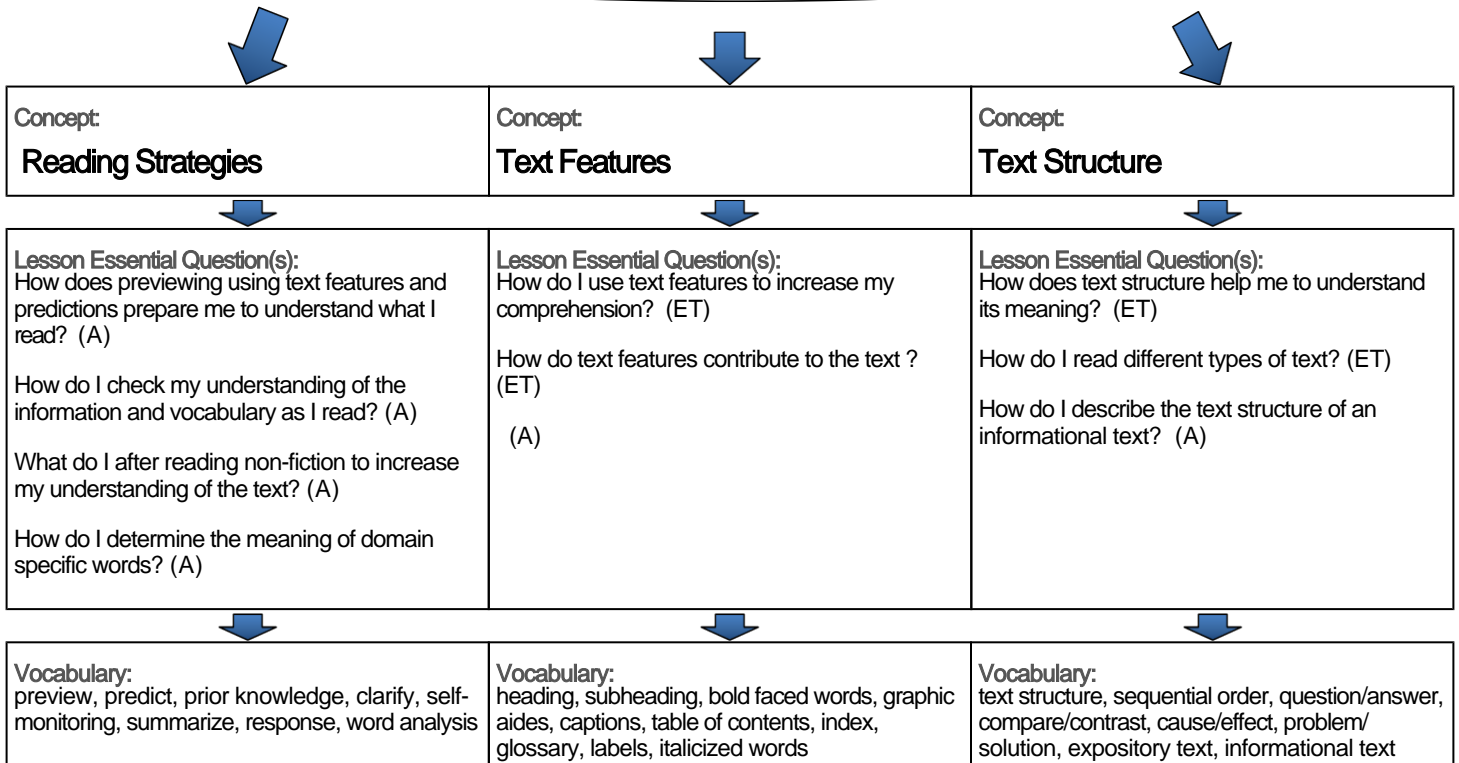 Concept:
Reading Strategies
Concept:
Text Features
Concept:
Text Structure
Lesson Essential Question(s):
How does previewing using text features and
predictions prepare me to understand what I
read?  (A)
How do I check my understanding of the
information and vocabulary as I read? (A)
What do I after reading non-fiction to increase
my understanding of the text? (A)
How do I determine the meaning of domain
specific words? (A)
Lesson Essential Question(s):
How do I use text features to increase my
comprehension?  (ET)
How do text features contribute to the text ?
(ET)
(A)
Lesson Essential Question(s):
How does text structure help me to understand
its meaning?  (ET)
How do I read different types of text? (ET)
How do I describe the text structure of an
informational text?  (A)
Vocabulary:
preview, predict, prior knowledge, clarify, self-
monitoring, summarize, response, word analysis
Vocabulary:
heading, subheading, bold faced words, graphic
aides, captions, table of contents, index,
glossary, labels, italicized words
Vocabulary:
text structure, sequential order, question/answer,
compare/contrast, cause/effect, problem/
solution, expository text, informational text